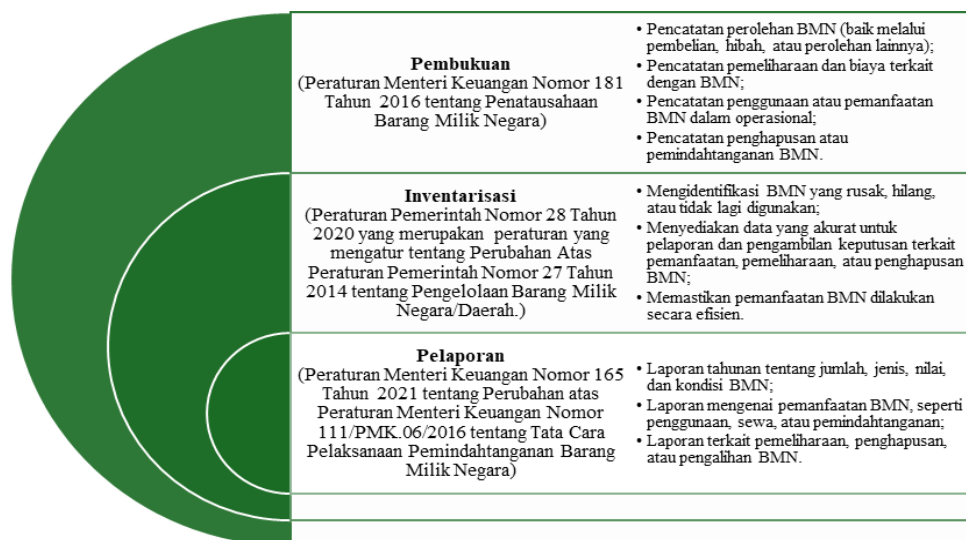 Pembukuan
(Peraturan Menteri Keuangan Nomor 181
Tahun 2016 tentang Penatausahaan
Barang Milik Negara)
• Pencatatan perolehan BMN (baik melalui
pembelian, hibah, atau perolehan lainnya);
• Pencatatan pemeliharaan dan biaya terkait
dengan BMN;
• Pencatatan penggunaan atau pemanfaatan
BMN dalam operasional;
• Pencatatan penghapusan atau
pemindahtanganan BMN.
Inventarisasi
(Peraturan Pemerintah Nomor 28 Tahun
2020 yang merupakan peraturan yang
mengatur tentang Perubahan Atas
Peraturan Pemerintah Nomor 27 Tahun
2014 tentang Pengelolaan Barang Milik
Negara/Daerah.)
• Mengidentifikasi BMN yang rusak, hilang,
atau tidak lagi digunakan;
• Menyediakan data yang akurat untuk
pelaporan dan pengambilan keputusan terkait
pemanfaatan, pemeliharaan, atau penghapusan
BMN;
• Memastikan pemanfaatan BMN dilakukan
secara efisien.
Pelaporan
(Peraturan Menteri Keuangan Nomor 165
Tahun 2021 tentang Perubahan atas
Peraturan Menteri Keuangan Nomor
111/PMK.06/2016 tentang Tata Cara
Pelaksanaan Pemindahtanganan Barang
Milik Negara)
• Laporan tahunan tentang jumlah, jenis, nilai,
dan kondisi BMN;
• Laporan mengenai pemanfaatan BMN, seperti
penggunaan, sewa, atau pemindahtanganan;
• Laporan terkait pemeliharaan, penghapusan,
atau pengalihan BMN.